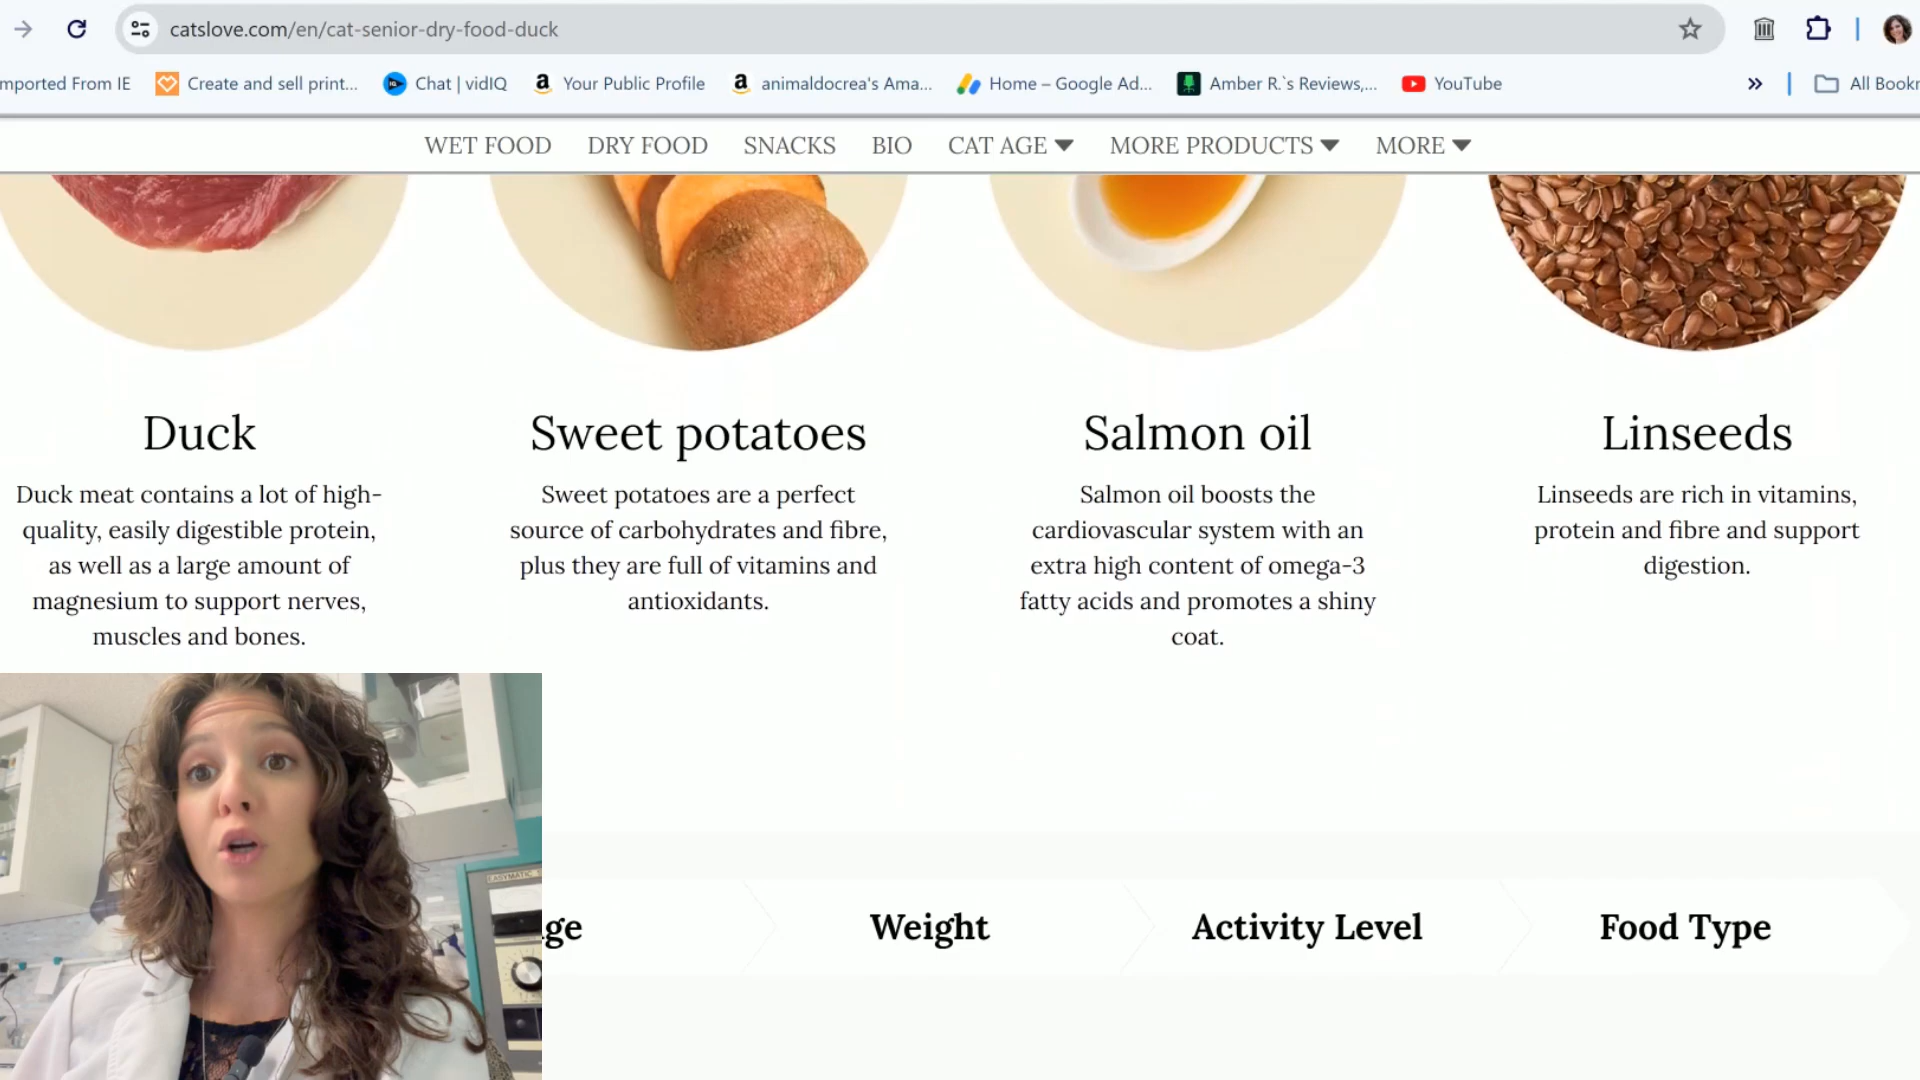 catslove.com/en/cat-senior-dry-food-duck
mported From IE
Create and sell print...
Chat | vidIQ
Your Public Profile
animaldocrea's Ama...
Home – Google Ad...
Amber R.`s Reviews,...
YouTube
»
All Bookr
WET FOOD
DRY FOOD
SNACKS
BIO
CAT AGE
MORE PRODUCTS
MORE
Duck
Duck meat contains a lot of high-
quality, easily digestible protein,
as well as a large amount of
magnesium to support nerves,
muscles and bones.
Sweet potatoes
Sweet potatoes are a perfect
source of carbohydrates and fibre,
plus they are full of vitamins and
antioxidants.
Salmon oil
Salmon oil boosts the
cardiovascular system with an
extra high content of omega-3
fatty acids and promotes a shiny
coat.
Linseeds
Linseeds are rich in vitamins,
protein and fibre and support
digestion.
ge
Weight
Activity Level
Food Type
EASYMATIC